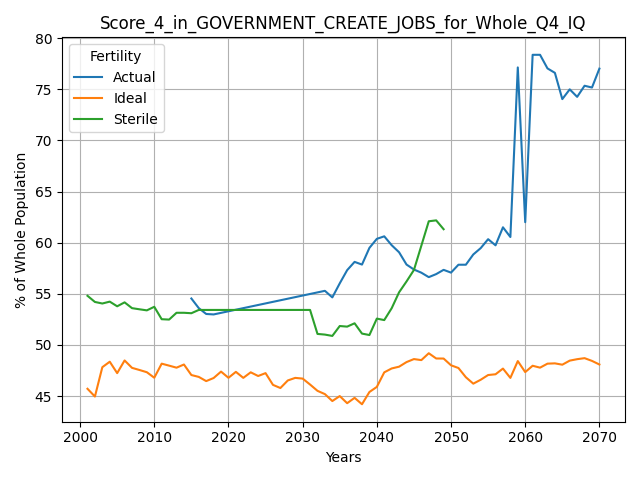 Score_4_in_GOVERNMENT_CREATE_JOBS_for_Whole_Q4_IQ
80
75
70
65
60
55
50
45
% of Whole Population
Fertility
Actual
Ideal
Sterile
2000 2010 2020 2030 2040 2050 2060 2070
Years